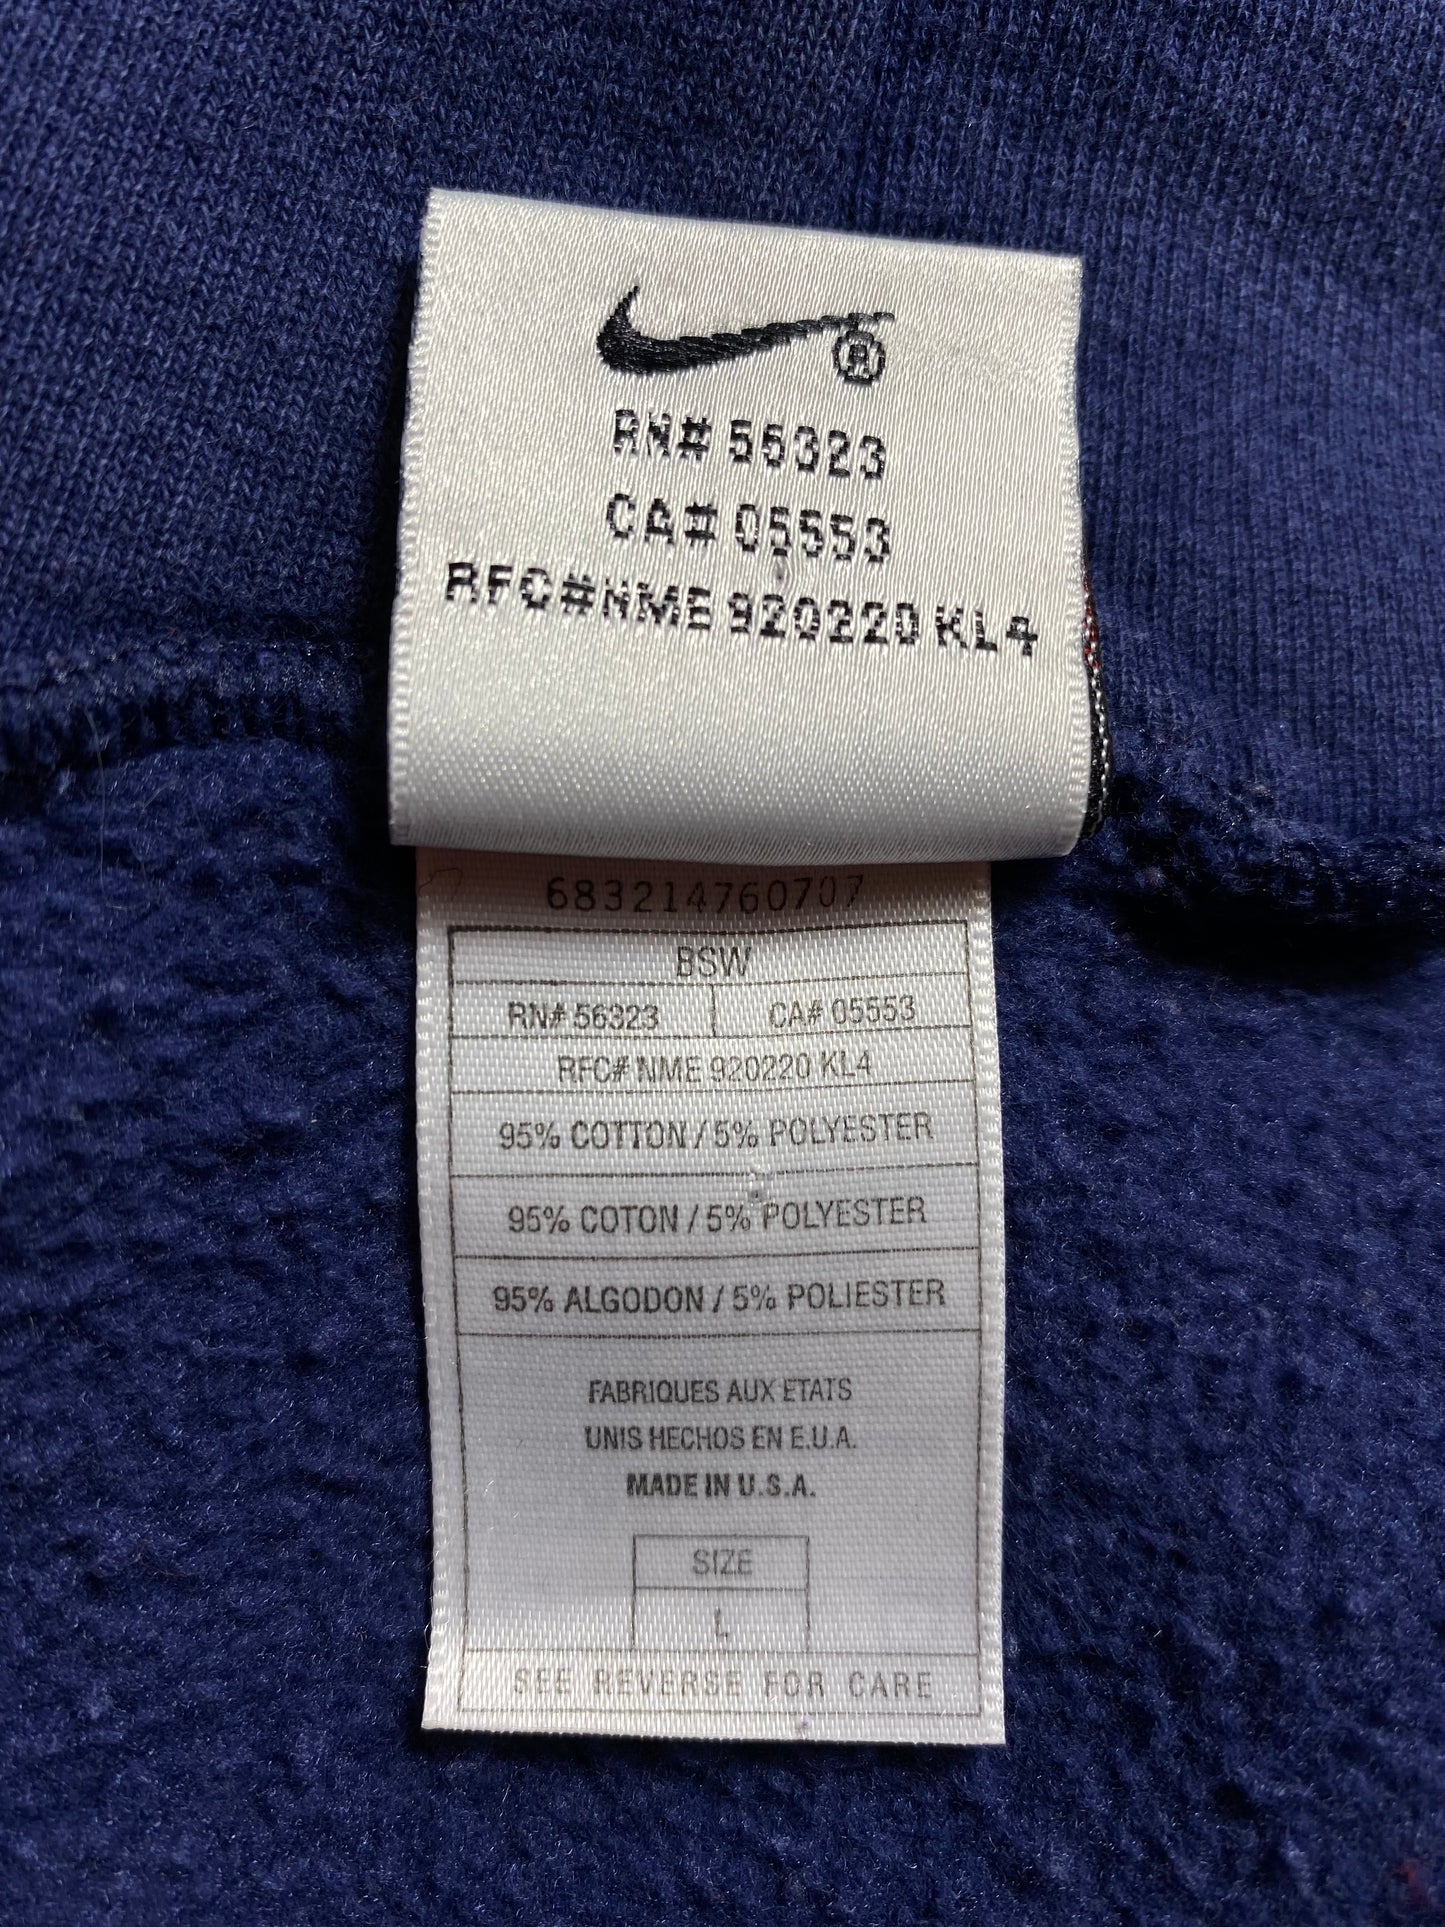 ®
RN# 56323
CA# 05553
RFC#NME 920220 KL4
683214760707
BSW
RN# 56323 CA# 05553
RFC# NME 920220 KL4
95% COTTON / 5% POLYESTER
95% COTON / 5% POLYESTER
95% ALGODON / 5% POLIESTER
FABRIQUES AUX ETATS
UNIS HECHOS EN E.U.A.
MADE IN U.S.A.
SIZE
L
SEE REVERSE FOR CARE